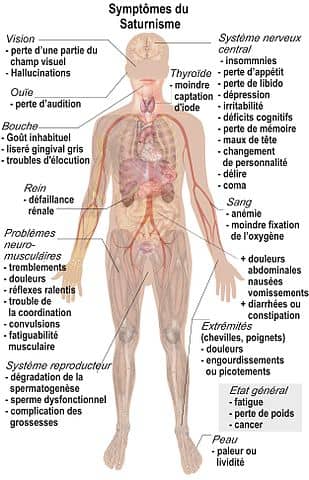 Symptômes du
Saturnisme
Vision
- perte d'une partie du
champ visuel
- Hallucinations
Ouïe
- perte d'audition
Bouche
- Goût inhabituel
- liseré gingival gris
- troubles d'élocution
Rein
- défaillance
rénale
Problèmes
neuro-
musculaires
- tremblements
- douleurs
- réflexes ralentis
- trouble de
la coordination
- convulsions
- fatiguabilité
musculaire
Système reproducteur
- dégradation de la
spermatogenèse
- sperme dysfonctionnel
- complication des
grossesses
Thyroïde
- moindre
captation
d'iode
Système nerveux
central
- insommnies
- perte d'appétit
- perte de libido
- dépression
- irritabilité
- déficits cognitifs
- perte de mémoire
- maux de tête
- changement
de personnalité
- délire
- coma
Sang
- anémie
- moindre fixation
de l'oxygène
+ douleurs
abdominales
nausées
vomissements
+ diarrhées ou
constipation
Extrémités
(chevilles, poignets)
- douleurs
- engourdissements
ou picotements
Etat général
- fatigue
- perte de poids
- cancer
Peau
- paleur ou
lividité